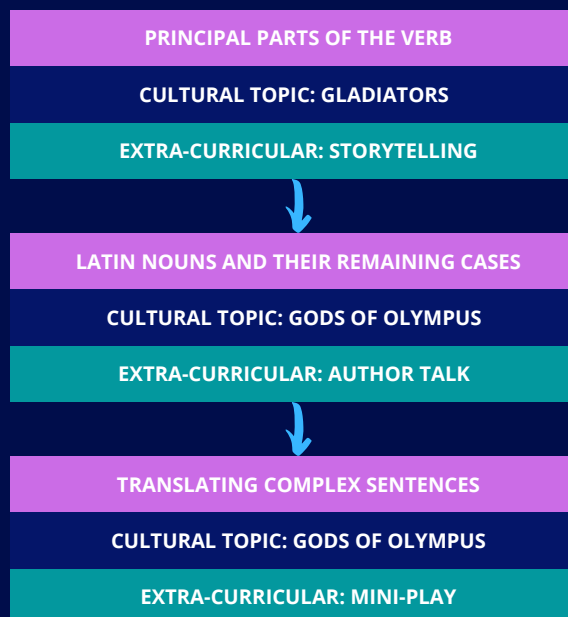 PRINCIPAL PARTS OF THE VERB
CULTURAL TOPIC: GLADIATORS
EXTRA-CURRICULAR: STORYTELLING
LATIN NOUNS AND THEIR REMAINING CASES
CULTURAL TOPIC: GODS OF OLYMPUS
EXTRA-CURRICULAR: AUTHOR TALK
TRANSLATING COMPLEX SENTENCES
CULTURAL TOPIC: GODS OF OLYMPUS
EXTRA-CURRICULAR: MINI-PLAY